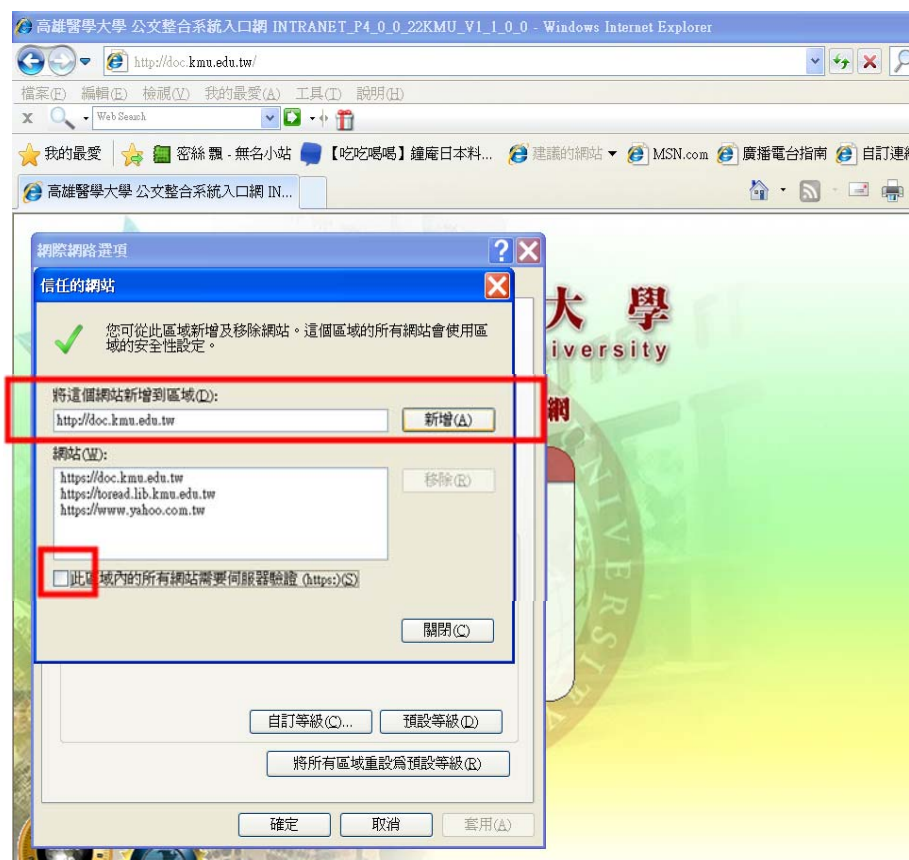 高雄醫學大學 公文整合系統入口網 INTRANET_P4_0_0_22KMU_V1_1_0_0 - Windows Internet Explorer
http://doc.kmu.edu.tw/
檔案(F) 編輯(E) 檢視(V) 我的最愛(A) 工具(T) 說明(H)
X Web Search
我的最愛 密絲 飄 - 無名小站 【吃吃喝喝】鐘庵日本料... 建議的網站 MSN.com 廣播電台指南 自訂連
高雄醫學大學 公文整合系統入口網 IN...
網際網路選項
信任的網站
您可從此區域新增及移除網站。這個區域的所有網站會使用區
域的安全性設定。
大 學
iversity
將這個網站新增到區域(D):
網
http://doc.kmu.edu.tw 新增(A)
網站(W):
https://doc.kmu.edu.tw 移除(R)
https://toread.lib.kmu.edu.tw
https://www.yahoo.com.tw
此區域內的所有網站需要伺服器驗證 (https:)(S)
關閉(C)
自訂等級(C)... 預設等級(D)
將所有區域重設為預設等級(R)
確定 取消 套用(A)